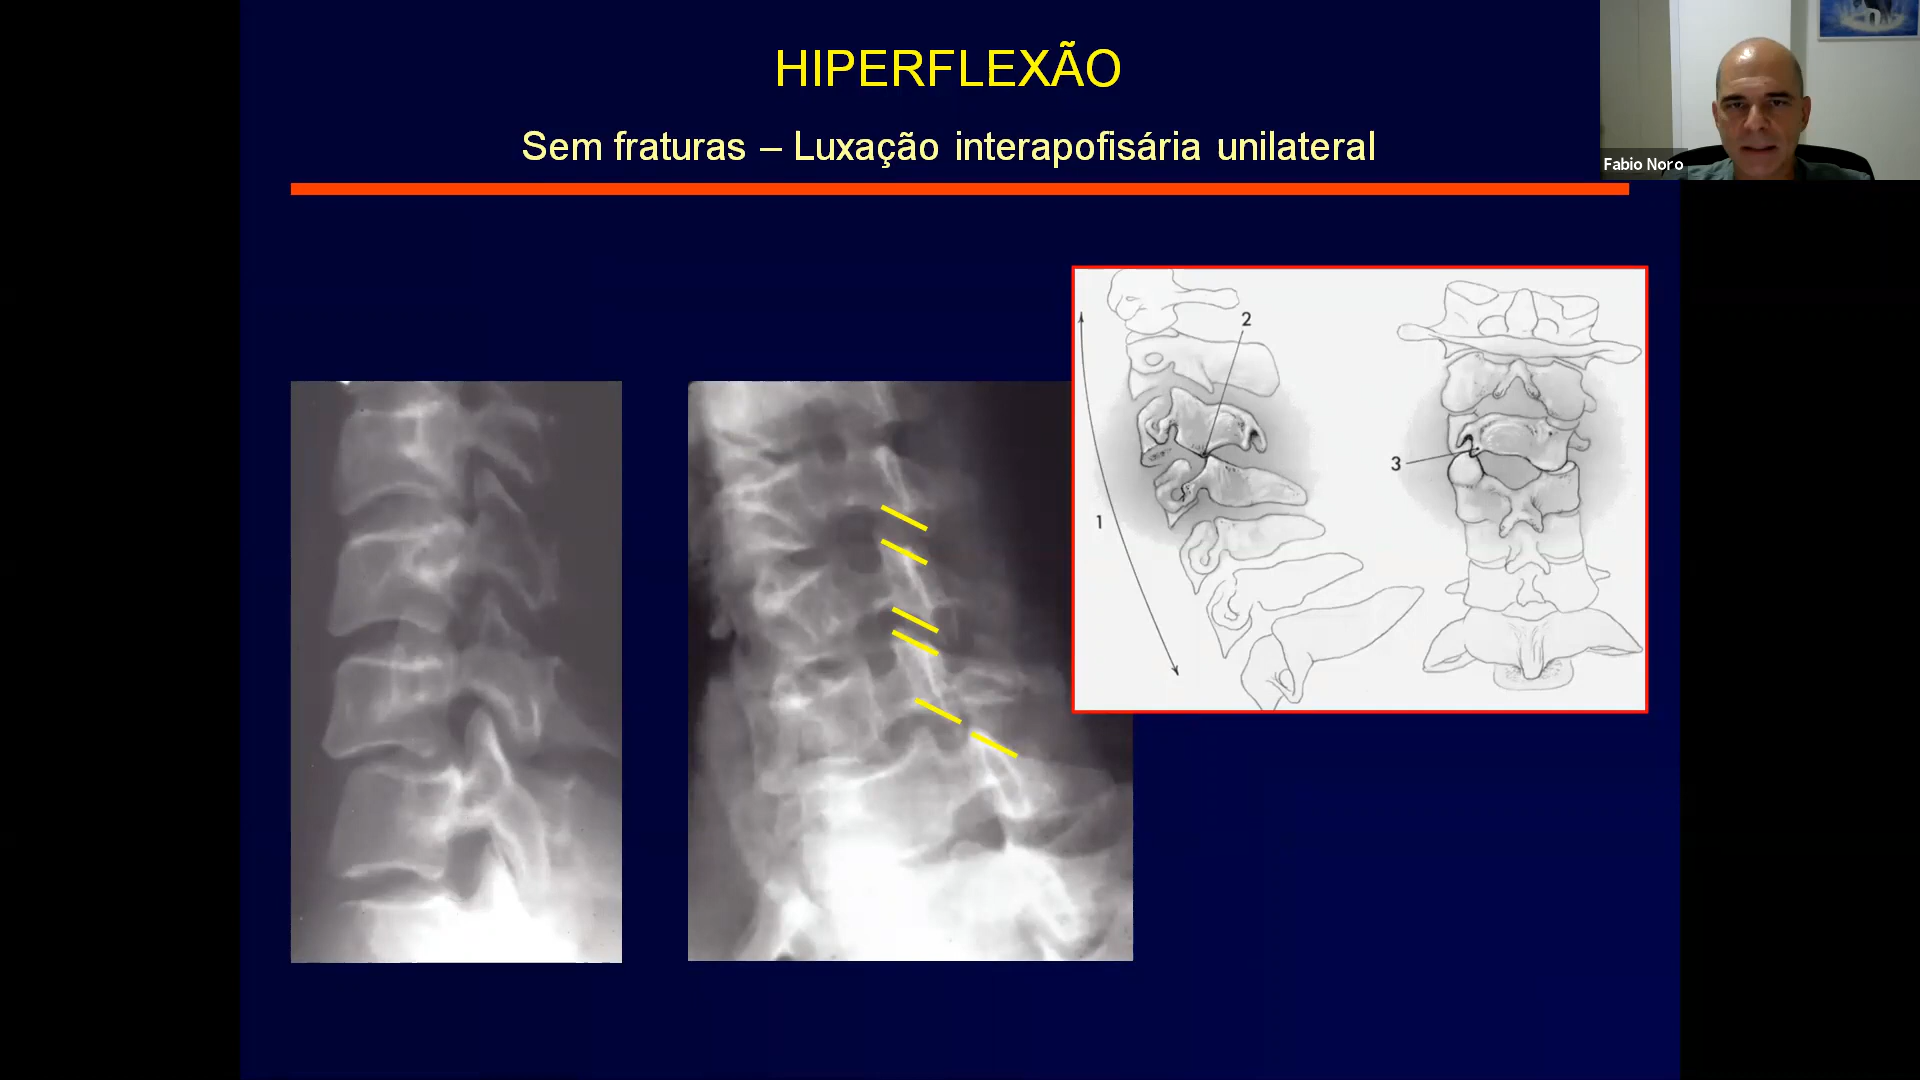 HIPERFLEXÃO
Sem fraturas – Luxação interapofisária unilateral
Fabio Noro
2
3
1